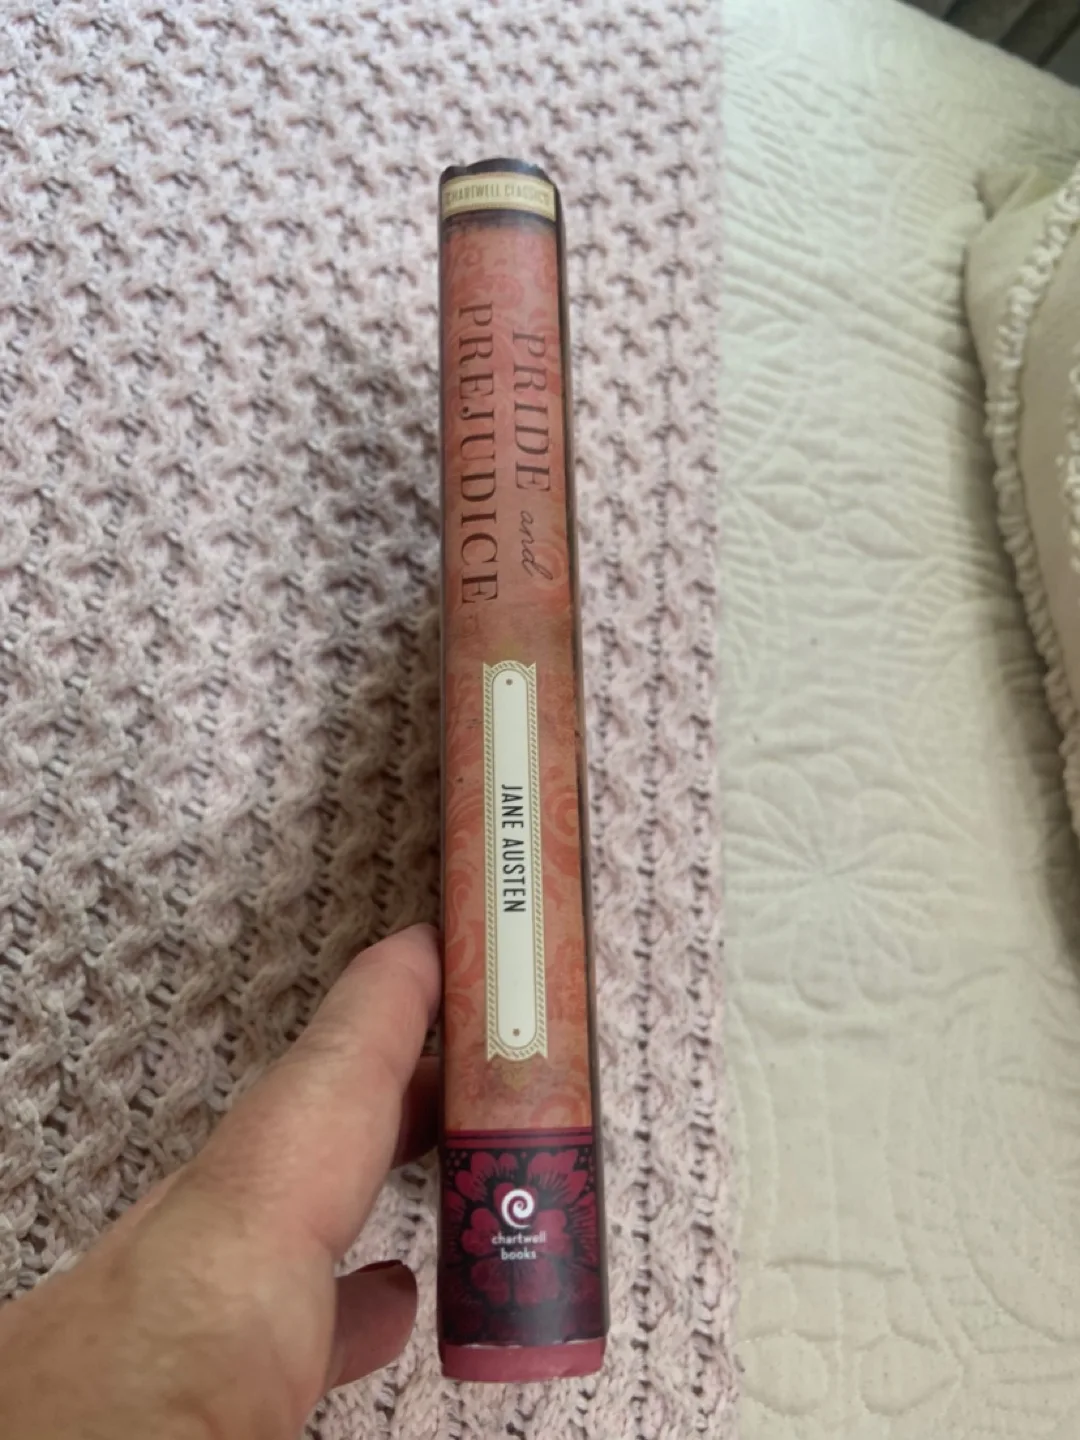 CHARTWELL CLASSICS
PRIDE and
PREJUDICE
JANE AUSTEN
chartwell
books